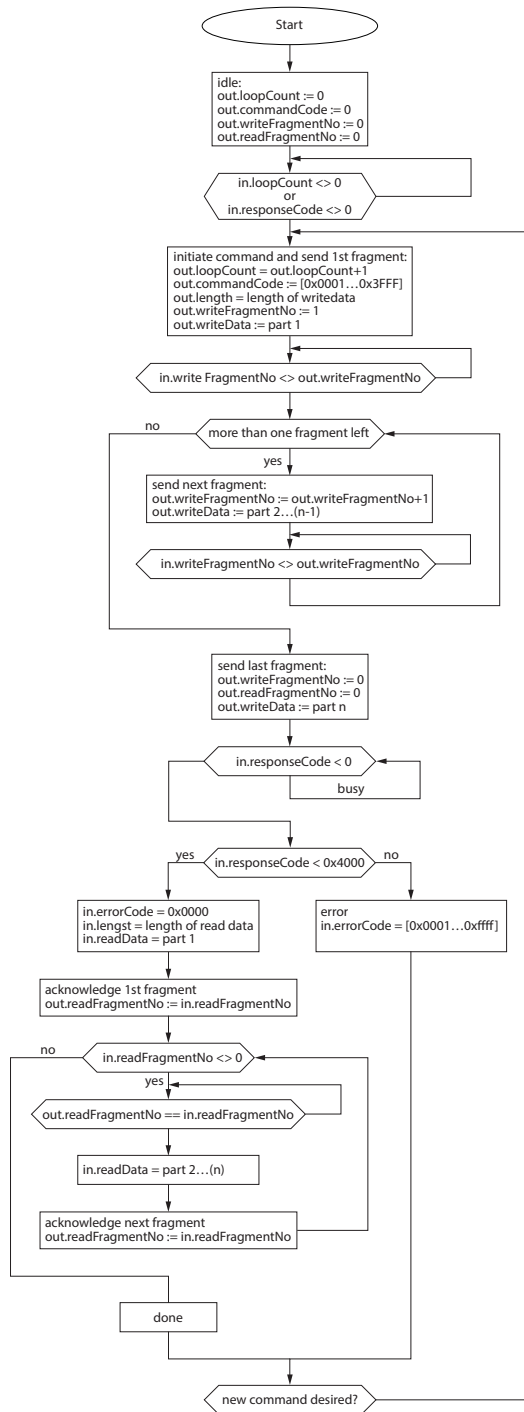 Start
idle:
out.loopCount := 0
out.commandCode := 0
out.writeFragmentNo := 0
out.readFragmentNo := 0
in.loopCount <> 0
or
in.responseCode <> 0
initiate command and send 1st fragment:
out.loopCount = out.loopCount+1
out.commandCode := [0x0001…0x3FFF]
out.length = length of writedata
out.writeFragmentNo := 1
out.writeData := part 1
in.write FragmentNo <> out.writeFragmentNo
no
more than one fragment left
yes
send next fragment:
out.writeFragmentNo := out.writeFragmentNo+1
out.writeData := part 2…(n-1)
in.writeFragmentNo <> out.writeFragmentNo
send last fragment:
out.writeFragmentNo := 0
out.readFragmentNo := 0
out.writeData := part n
in.responseCode < 0
busy
yes
in.responseCode < 0x4000
no
in.errorCode = 0x0000
in.lengst = length of read data
in.readData = part 1
error
in.errorCode = [0x0001…0xffff]
acknowledge 1st fragment
out.readFragmentNo := in.readFragmentNo
no
in.readFragmentNo <> 0
yes
out.readFragmentNo == in.readFragmentNo
in.readData = part 2…(n)
acknowledge next fragment
out.readFragmentNo := in.readFragmentNo
done
new command desired?